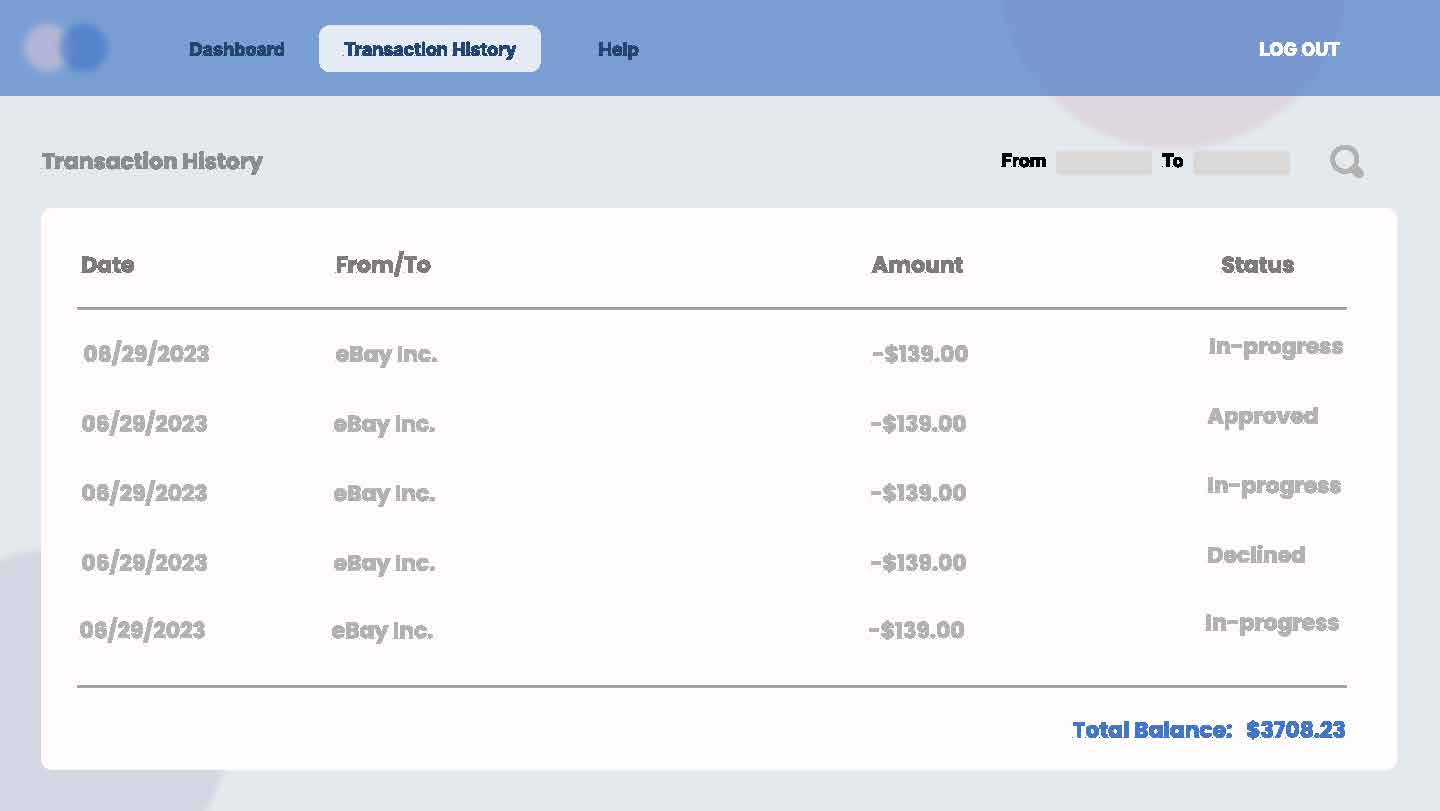 Dashboard Transaction History Help LOG OUT
Transaction History From To
Date From/To Amount Status
06/29/2023 eBay Inc. -$139.00 In-progress
06/29/2023 eBay Inc. -$139.00 Approved
06/29/2023 eBay Inc. -$139.00 In-progress
06/29/2023 eBay Inc. -$139.00 Declined
06/29/2023 eBay Inc. -$139.00 In-progress
Total Balance: $3708.23